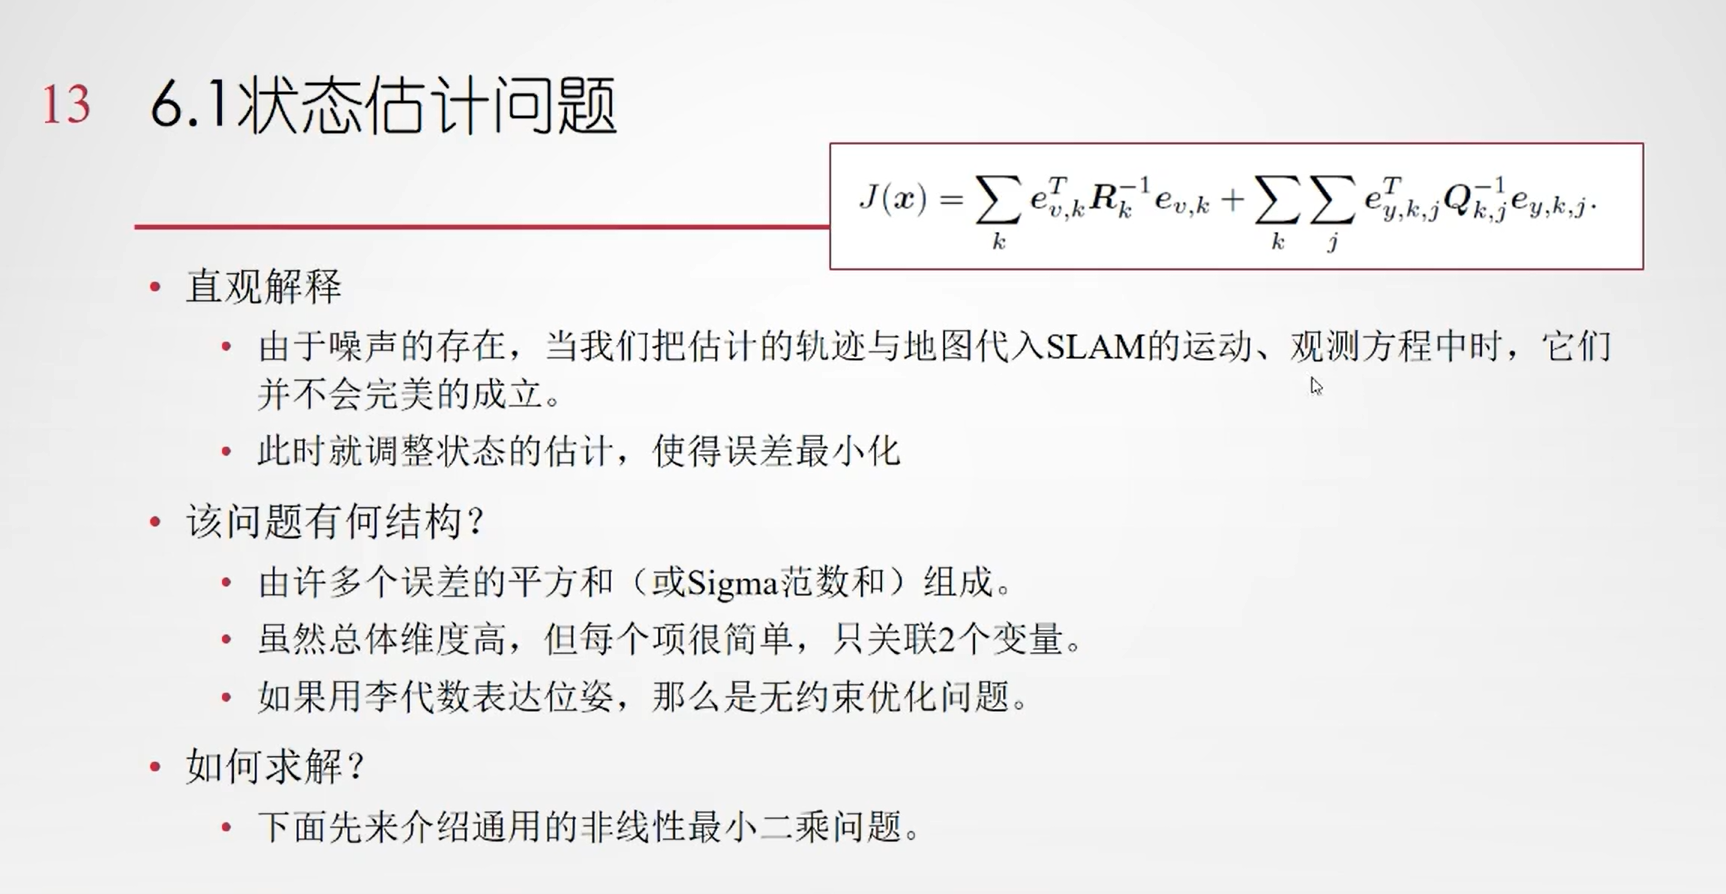 13
6.1状态估计问题
J(x) = ∑_k e_{v,k}^T R_k^{-1} e_{v,k} + ∑_k ∑_j e_{y,k,j}^T Q_{k,j}^{-1} e_{y,k,j}.
• 直观解释
• 由于噪声的存在，当我们把估计的轨迹与地图代入SLAM的运动、观测方程中时，它们
并不会完美的成立。
• 此时就调整状态的估计，使得误差最小化
• 该问题有何结构？
• 由许多个误差的平方和（或Sigma范数和）组成。
• 虽然总体维度高，但每个项很简单，只关联2个变量。
• 如果用李代数表达位姿，那么是无约束优化问题。
• 如何求解？
• 下面先来介绍通用的非线性最小二乘问题。